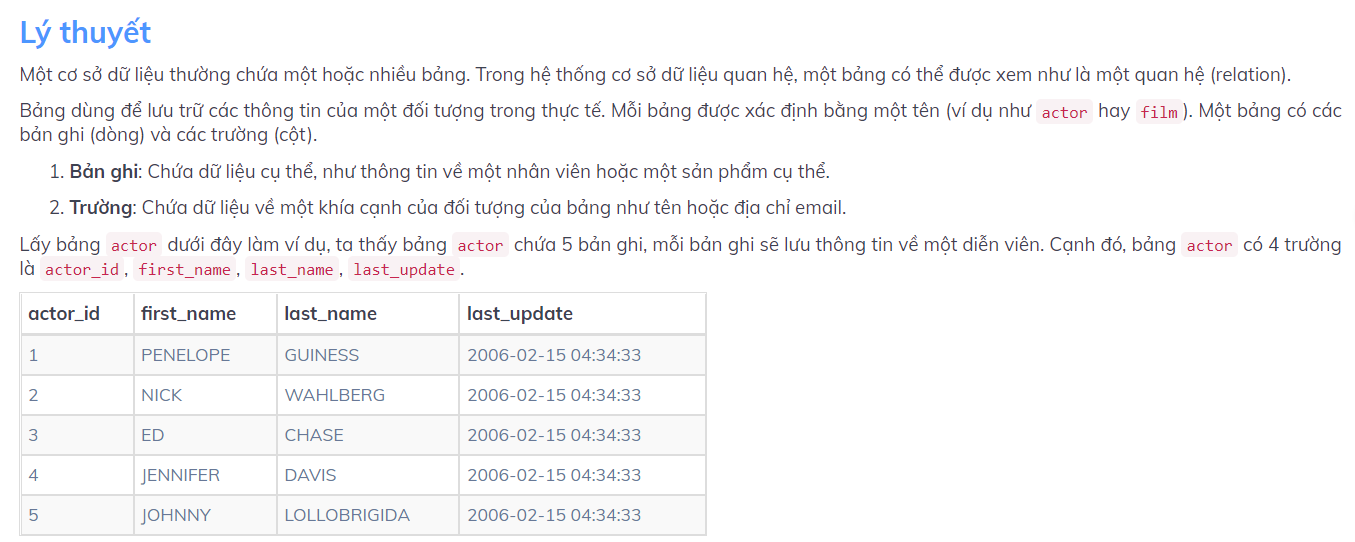 Lý thuyết
Một cơ sở dữ liệu thường chứa một hoặc nhiều bảng. Trong hệ thống cơ sở dữ liệu quan hệ, một bảng có thể được xem như là một quan hệ (relation).
Bảng dùng để lưu trữ các thông tin của một đối tượng trong thực tế. Mỗi bảng được xác định bằng một tên (ví dụ như actor hay film). Một bảng có các
bản ghi (dòng) và các trường (cột).
1. Bản ghi: Chứa dữ liệu cụ thể, như thông tin về một nhân viên hoặc một sản phẩm cụ thể.
2. Trường: Chứa dữ liệu về một khía cạnh của đối tượng của bảng như tên hoặc địa chỉ email.
Lấy bảng actor dưới đây làm ví dụ, ta thấy bảng actor chứa 5 bản ghi, mỗi bản ghi sẽ lưu thông tin về một diễn viên. Cạnh đó, bảng actor có 4 trường
là actor_id, first_name, last_name, last_update.
actor_id first_name last_name last_update
1 PENELOPE GUINESS 2006-02-15 04:34:33
2 NICK WAHLBERG 2006-02-15 04:34:33
3 ED CHASE 2006-02-15 04:34:33
4 JENNIFER DAVIS 2006-02-15 04:34:33
5 JOHNNY LOLLOBRIGIDA 2006-02-15 04:34:33